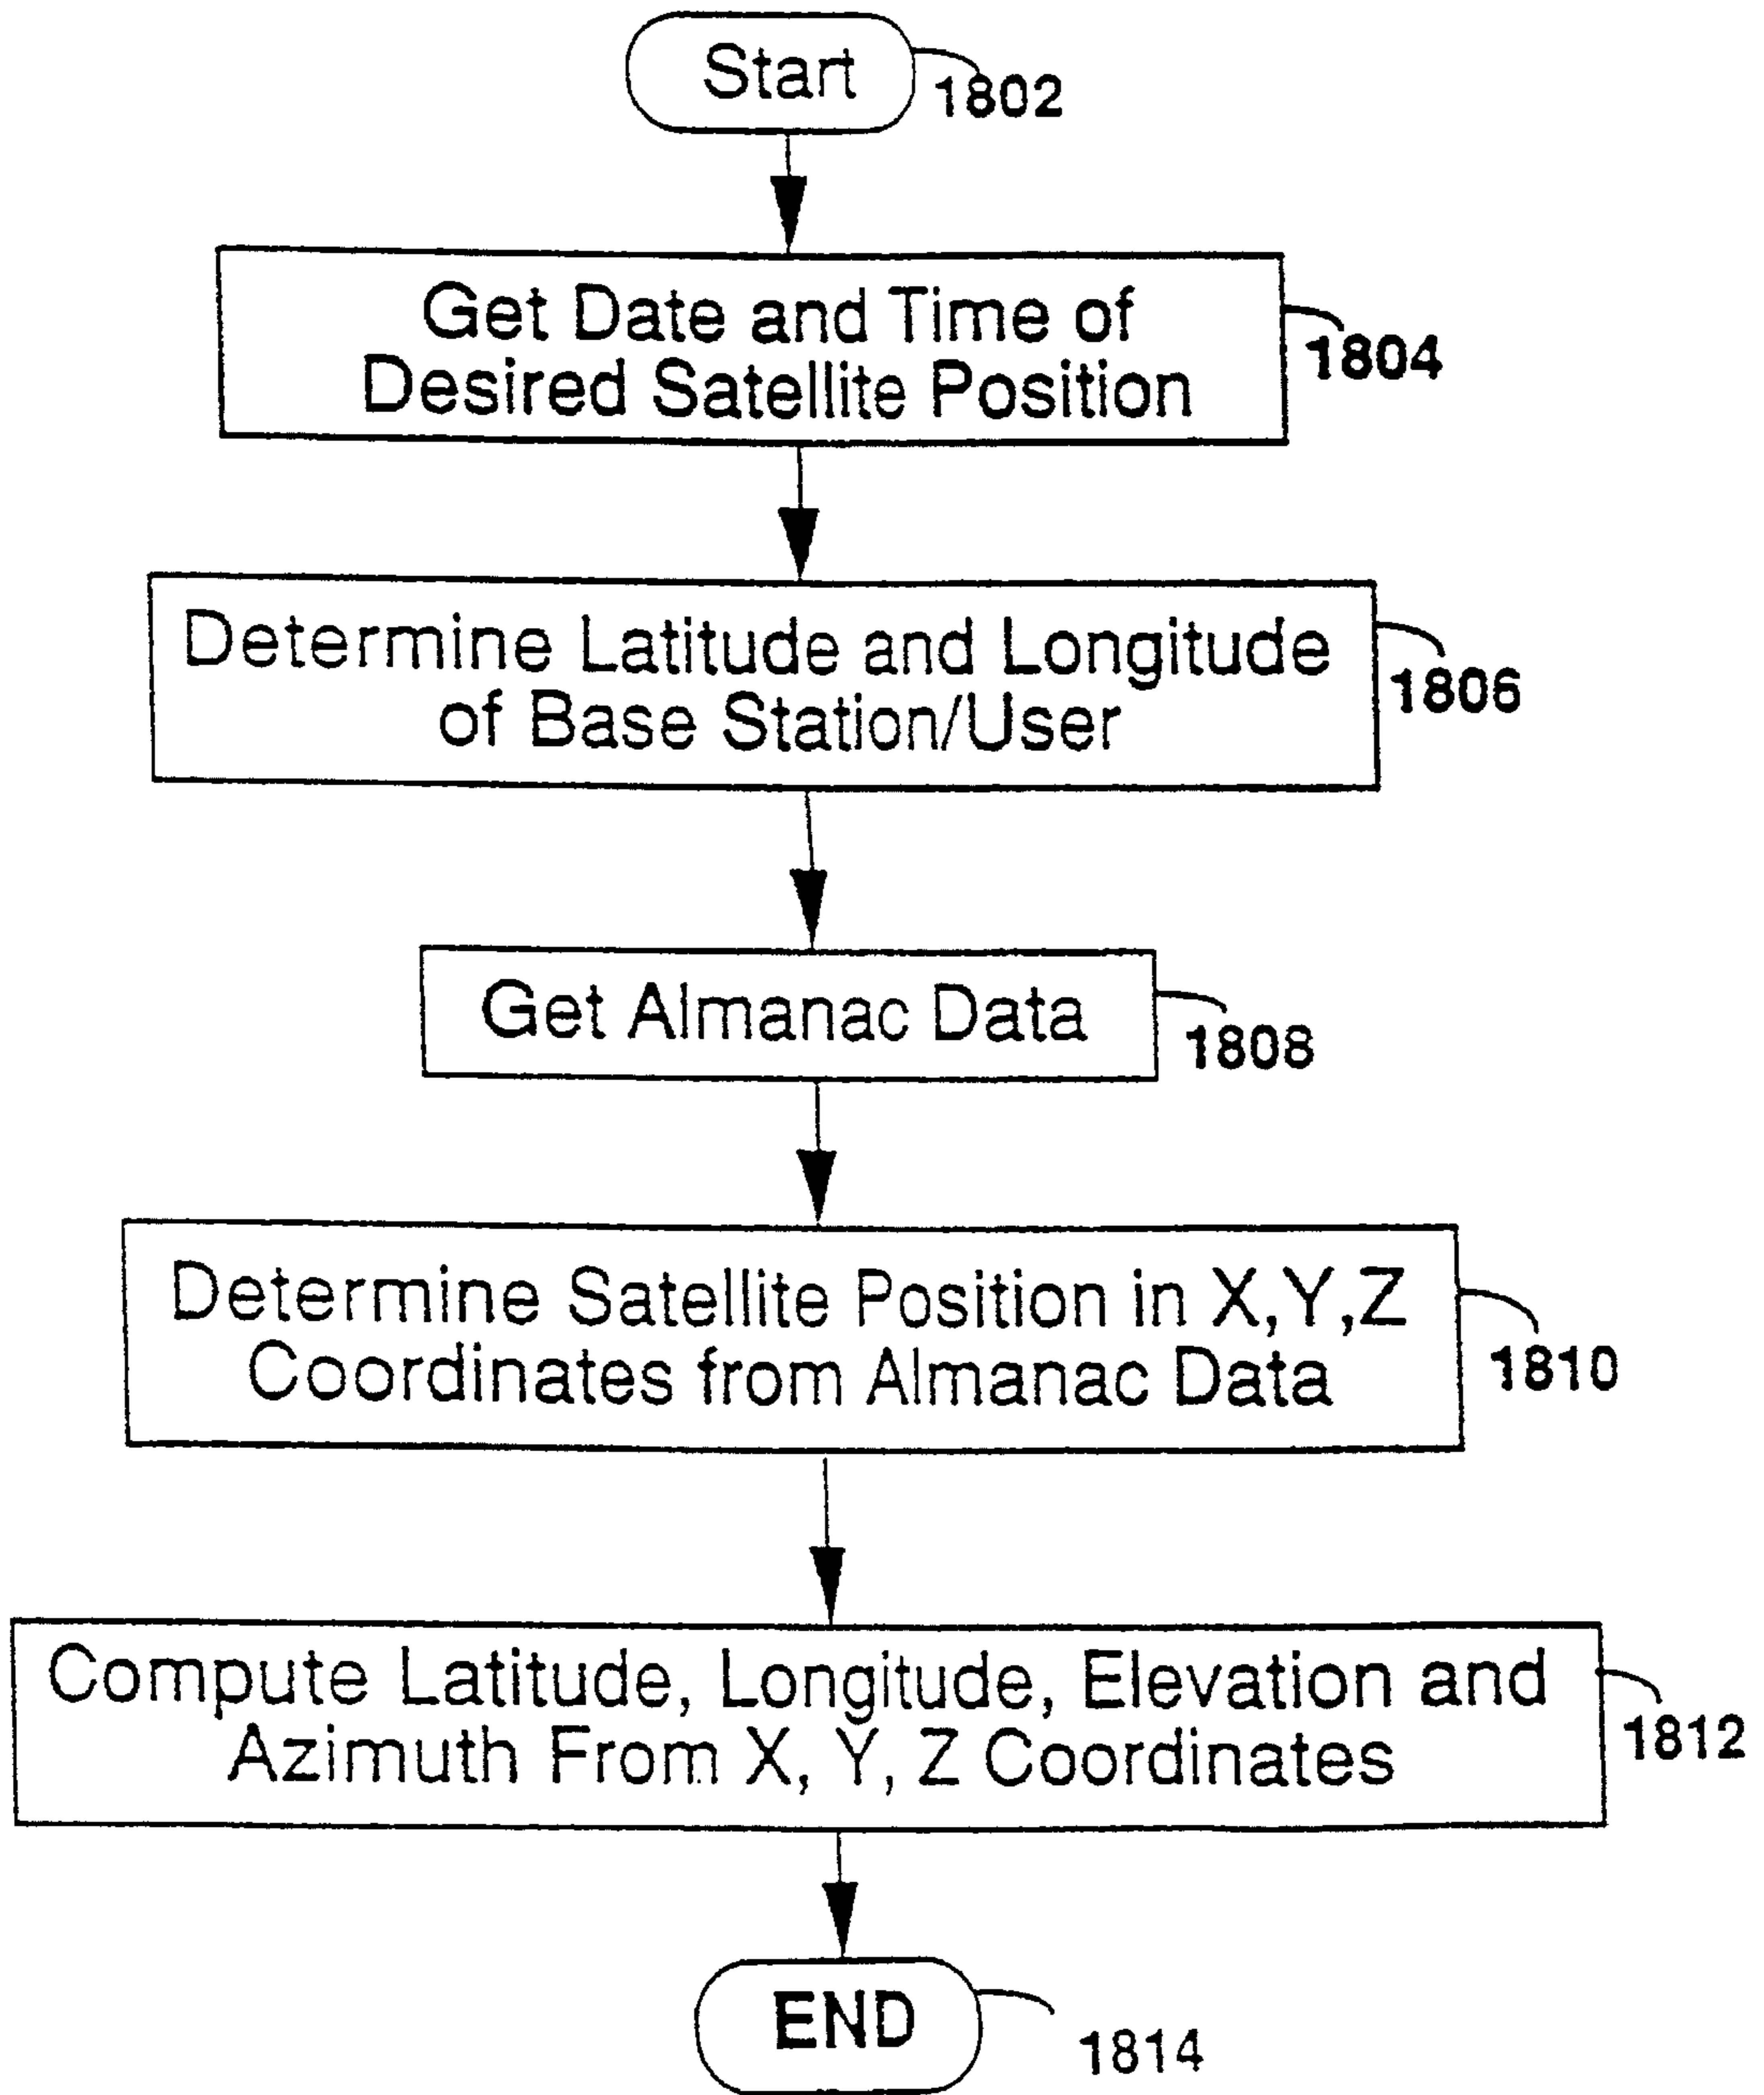 Start
1802
Get Date and Time of
Desired Satellite Position
1804
Determine Latitude and Longitude
of Base Station/User
1806
Get Almanac Data
1808
Determine Satellite Position in X,Y,Z
Coordinates from Almanac Data
1810
Compute Latitude, Longitude, Elevation and
Azimuth From X, Y, Z Coordinates
1812
END
1814